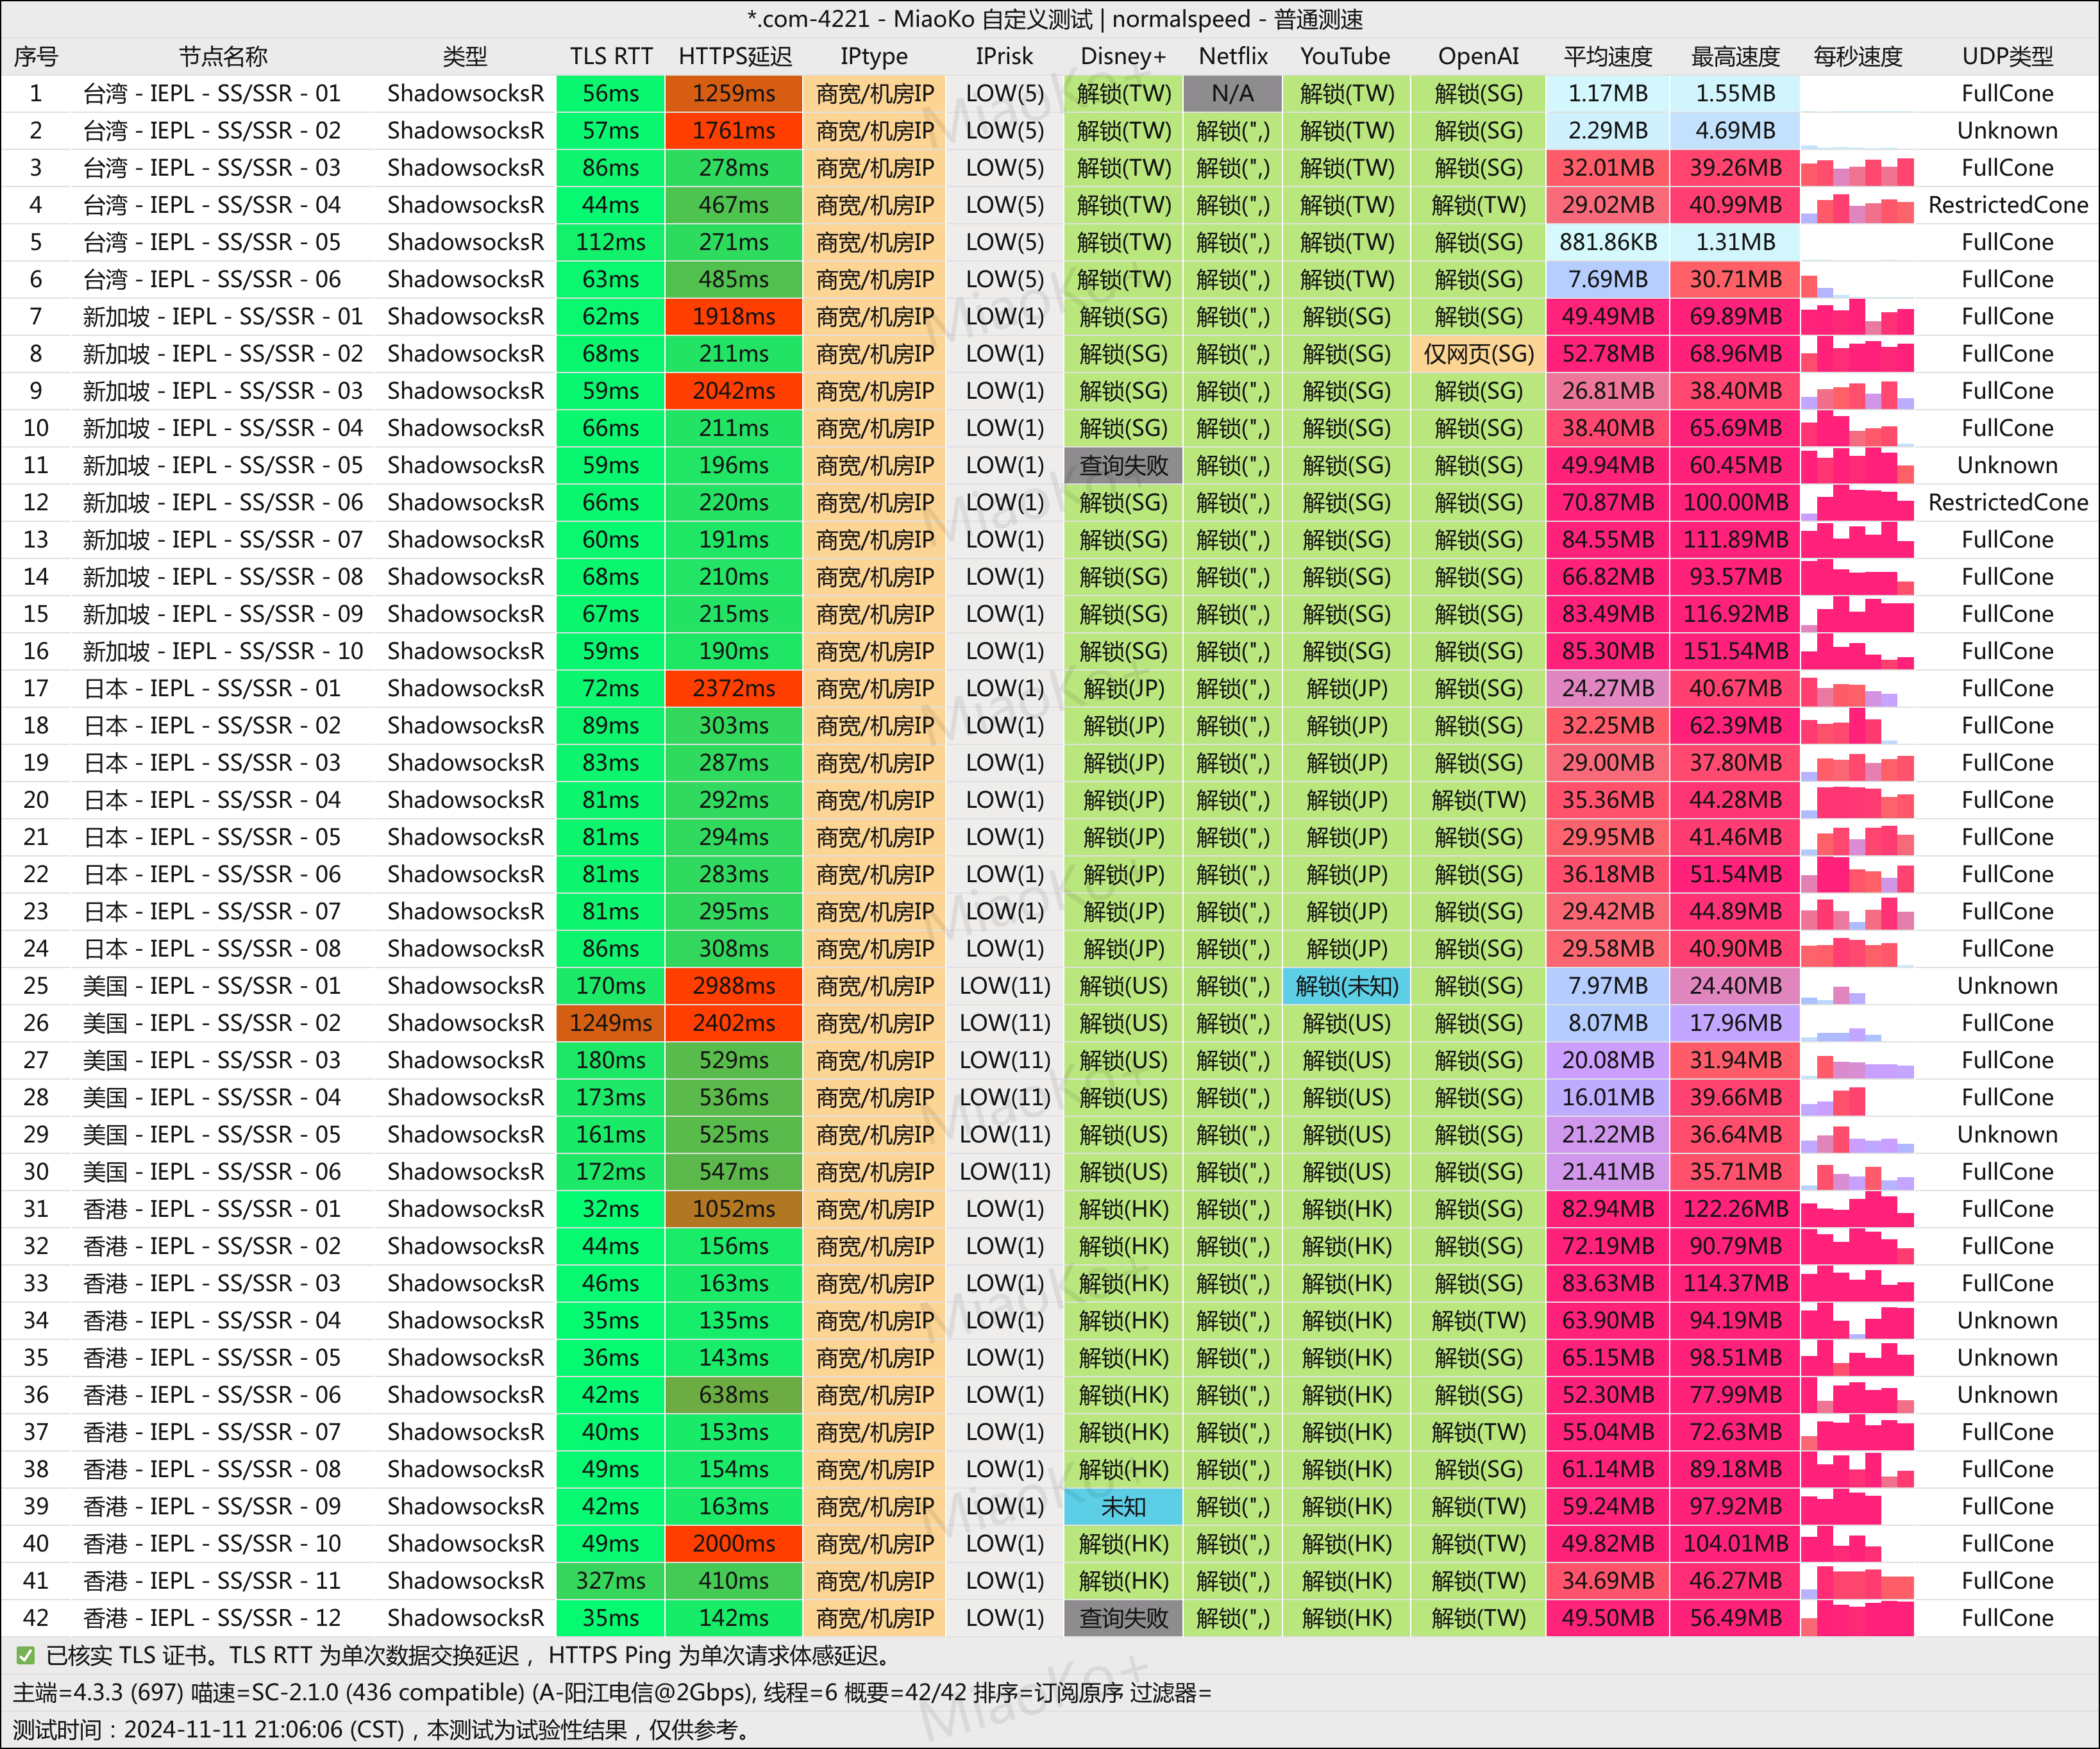 *.com-4221 - MiaoKo 自定义测试 | normalspeed - 普通测速
序号 节点名称 类型 TLS RTT HTTPS延迟 IPtype IPrisk Disney+ Netflix YouTube OpenAI 平均速度 最高速度 每秒速度 UDP类型
1 台湾 - IEPL - SS/SSR - 01 ShadowsocksR 56ms 1259ms 商宽/机房IP LOW(5) 解锁(TW) N/A 解锁(TW) 解锁(SG) 1.17MB 1.55MB FullCone
2 台湾 - IEPL - SS/SSR - 02 ShadowsocksR 57ms 1761ms 商宽/机房IP LOW(5) 解锁(TW) 解锁(",) 解锁(TW) 解锁(SG) 2.29MB 4.69MB Unknown
3 台湾 - IEPL - SS/SSR - 03 ShadowsocksR 86ms 278ms 商宽/机房IP LOW(5) 解锁(TW) 解锁(",) 解锁(TW) 解锁(SG) 32.01MB 39.26MB FullCone
4 台湾 - IEPL - SS/SSR - 04 ShadowsocksR 44ms 467ms 商宽/机房IP LOW(5) 解锁(TW) 解锁(",) 解锁(TW) 解锁(TW) 29.02MB 40.99MB RestrictedCone
5 台湾 - IEPL - SS/SSR - 05 ShadowsocksR 112ms 271ms 商宽/机房IP LOW(5) 解锁(TW) 解锁(",) 解锁(TW) 解锁(SG) 881.86KB 1.31MB FullCone
6 台湾 - IEPL - SS/SSR - 06 ShadowsocksR 63ms 485ms 商宽/机房IP LOW(5) 解锁(TW) 解锁(",) 解锁(TW) 解锁(SG) 7.69MB 30.71MB FullCone
7 新加坡 - IEPL - SS/SSR - 01 ShadowsocksR 62ms 1918ms 商宽/机房IP LOW(1) 解锁(SG) 解锁(",) 解锁(SG) 解锁(SG) 49.49MB 69.89MB FullCone
8 新加坡 - IEPL - SS/SSR - 02 ShadowsocksR 68ms 211ms 商宽/机房IP LOW(1) 解锁(SG) 解锁(",) 解锁(SG) 仅网页(SG) 52.78MB 68.96MB FullCone
9 新加坡 - IEPL - SS/SSR - 03 ShadowsocksR 59ms 2042ms 商宽/机房IP LOW(1) 解锁(SG) 解锁(",) 解锁(SG) 解锁(SG) 26.81MB 38.40MB FullCone
10 新加坡 - IEPL - SS/SSR - 04 ShadowsocksR 66ms 211ms 商宽/机房IP LOW(1) 解锁(SG) 解锁(",) 解锁(SG) 解锁(SG) 38.40MB 65.69MB FullCone
11 新加坡 - IEPL - SS/SSR - 05 ShadowsocksR 59ms 196ms 商宽/机房IP LOW(1) 查询失败 解锁(",) 解锁(SG) 解锁(SG) 49.94MB 60.45MB Unknown
12 新加坡 - IEPL - SS/SSR - 06 ShadowsocksR 66ms 220ms 商宽/机房IP LOW(1) 解锁(SG) 解锁(",) 解锁(SG) 解锁(SG) 70.87MB 100.00MB RestrictedCone
13 新加坡 - IEPL - SS/SSR - 07 ShadowsocksR 60ms 191ms 商宽/机房IP LOW(1) 解锁(SG) 解锁(",) 解锁(SG) 解锁(SG) 84.55MB 111.89MB FullCone
14 新加坡 - IEPL - SS/SSR - 08 ShadowsocksR 68ms 210ms 商宽/机房IP LOW(1) 解锁(SG) 解锁(",) 解锁(SG) 解锁(SG) 66.82MB 93.57MB FullCone
15 新加坡 - IEPL - SS/SSR - 09 ShadowsocksR 67ms 215ms 商宽/机房IP LOW(1) 解锁(SG) 解锁(",) 解锁(SG) 解锁(SG) 83.49MB 116.92MB FullCone
16 新加坡 - IEPL - SS/SSR - 10 ShadowsocksR 59ms 190ms 商宽/机房IP LOW(1) 解锁(SG) 解锁(",) 解锁(SG) 解锁(SG) 85.30MB 151.54MB FullCone
17 日本 - IEPL - SS/SSR - 01 ShadowsocksR 72ms 2372ms 商宽/机房IP LOW(1) 解锁(JP) 解锁(",) 解锁(JP) 解锁(SG) 24.27MB 40.67MB FullCone
18 日本 - IEPL - SS/SSR - 02 ShadowsocksR 89ms 303ms 商宽/机房IP LOW(1) 解锁(JP) 解锁(",) 解锁(JP) 解锁(SG) 32.25MB 62.39MB FullCone
19 日本 - IEPL - SS/SSR - 03 ShadowsocksR 83ms 287ms 商宽/机房IP LOW(1) 解锁(JP) 解锁(",) 解锁(JP) 解锁(SG) 29.00MB 37.80MB FullCone
20 日本 - IEPL - SS/SSR - 04 ShadowsocksR 81ms 292ms 商宽/机房IP LOW(1) 解锁(JP) 解锁(",) 解锁(JP) 解锁(TW) 35.36MB 44.28MB FullCone
21 日本 - IEPL - SS/SSR - 05 ShadowsocksR 81ms 294ms 商宽/机房IP LOW(1) 解锁(JP) 解锁(",) 解锁(JP) 解锁(SG) 29.95MB 41.46MB FullCone
22 日本 - IEPL - SS/SSR - 06 ShadowsocksR 81ms 283ms 商宽/机房IP LOW(1) 解锁(JP) 解锁(",) 解锁(JP) 解锁(SG) 36.18MB 51.54MB FullCone
23 日本 - IEPL - SS/SSR - 07 ShadowsocksR 81ms 295ms 商宽/机房IP LOW(1) 解锁(JP) 解锁(",) 解锁(JP) 解锁(SG) 29.42MB 44.89MB FullCone
24 日本 - IEPL - SS/SSR - 08 ShadowsocksR 86ms 308ms 商宽/机房IP LOW(1) 解锁(JP) 解锁(",) 解锁(JP) 解锁(SG) 29.58MB 40.90MB FullCone
25 美国 - IEPL - SS/SSR - 01 ShadowsocksR 170ms 2988ms 商宽/机房IP LOW(11) 解锁(US) 解锁(",) 解锁(未知) 解锁(SG) 7.97MB 24.40MB Unknown
26 美国 - IEPL - SS/SSR - 02 ShadowsocksR 1249ms 2402ms 商宽/机房IP LOW(11) 解锁(US) 解锁(",) 解锁(US) 解锁(SG) 8.07MB 17.96MB FullCone
27 美国 - IEPL - SS/SSR - 03 ShadowsocksR 180ms 529ms 商宽/机房IP LOW(11) 解锁(US) 解锁(",) 解锁(US) 解锁(SG) 20.08MB 31.94MB FullCone
28 美国 - IEPL - SS/SSR - 04 ShadowsocksR 173ms 536ms 商宽/机房IP LOW(11) 解锁(US) 解锁(",) 解锁(US) 解锁(SG) 16.01MB 39.66MB FullCone
29 美国 - IEPL - SS/SSR - 05 ShadowsocksR 161ms 525ms 商宽/机房IP LOW(11) 解锁(US) 解锁(",) 解锁(US) 解锁(SG) 21.22MB 36.64MB Unknown
30 美国 - IEPL - SS/SSR - 06 ShadowsocksR 172ms 547ms 商宽/机房IP LOW(11) 解锁(US) 解锁(",) 解锁(US) 解锁(SG) 21.41MB 35.71MB FullCone
31 香港 - IEPL - SS/SSR - 01 ShadowsocksR 32ms 1052ms 商宽/机房IP LOW(1) 解锁(HK) 解锁(",) 解锁(HK) 解锁(SG) 82.94MB 122.26MB FullCone
32 香港 - IEPL - SS/SSR - 02 ShadowsocksR 44ms 156ms 商宽/机房IP LOW(1) 解锁(HK) 解锁(",) 解锁(HK) 解锁(SG) 72.19MB 90.79MB FullCone
33 香港 - IEPL - SS/SSR - 03 ShadowsocksR 46ms 163ms 商宽/机房IP LOW(1) 解锁(HK) 解锁(",) 解锁(HK) 解锁(SG) 83.63MB 114.37MB FullCone
34 香港 - IEPL - SS/SSR - 04 ShadowsocksR 35ms 135ms 商宽/机房IP LOW(1) 解锁(HK) 解锁(",) 解锁(HK) 解锁(TW) 63.90MB 94.19MB Unknown
35 香港 - IEPL - SS/SSR - 05 ShadowsocksR 36ms 143ms 商宽/机房IP LOW(1) 解锁(HK) 解锁(",) 解锁(HK) 解锁(SG) 65.15MB 98.51MB Unknown
36 香港 - IEPL - SS/SSR - 06 ShadowsocksR 42ms 638ms 商宽/机房IP LOW(1) 解锁(HK) 解锁(",) 解锁(HK) 解锁(SG) 52.30MB 77.99MB Unknown
37 香港 - IEPL - SS/SSR - 07 ShadowsocksR 40ms 153ms 商宽/机房IP LOW(1) 解锁(HK) 解锁(",) 解锁(HK) 解锁(TW) 55.04MB 72.63MB FullCone
38 香港 - IEPL - SS/SSR - 08 ShadowsocksR 49ms 154ms 商宽/机房IP LOW(1) 解锁(HK) 解锁(",) 解锁(HK) 解锁(SG) 61.14MB 89.18MB FullCone
39 香港 - IEPL - SS/SSR - 09 ShadowsocksR 42ms 163ms 商宽/机房IP LOW(1) 未知 解锁(",) 解锁(HK) 解锁(TW) 59.24MB 97.92MB FullCone
40 香港 - IEPL - SS/SSR - 10 ShadowsocksR 49ms 2000ms 商宽/机房IP LOW(1) 解锁(HK) 解锁(",) 解锁(HK) 解锁(TW) 49.82MB 104.01MB FullCone
41 香港 - IEPL - SS/SSR - 11 ShadowsocksR 327ms 410ms 商宽/机房IP LOW(1) 解锁(HK) 解锁(",) 解锁(HK) 解锁(TW) 34.69MB 46.27MB FullCone
42 香港 - IEPL - SS/SSR - 12 ShadowsocksR 35ms 142ms 商宽/机房IP LOW(1) 查询失败 解锁(",) 解锁(HK) 解锁(TW) 49.50MB 56.49MB FullCone
✅ 已核实 TLS 证书。TLS RTT 为单次数据交换延迟， HTTPS Ping 为单次请求体感延迟。
主端=4.3.3 (697) 喵速=SC-2.1.0 (436 compatible) (A-阳江电信@2Gbps), 线程=6 概要=42/42 排序=订阅原序 过滤器=
测试时间：2024-11-11 21:06:06 (CST)，本测试为试验性结果，仅供参考。
MiaoKo+
MiaoKo+
MiaoKo+
MiaoKo+
MiaoKo+
MiaoKo+
MiaoKo+
MiaoKo+
MiaoKo+